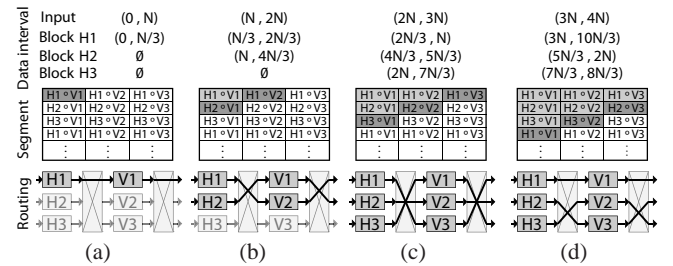 Data interval
Input (0 , N) (N , 2N) (2N , 3N) (3N , 4N)
Block H1 (0 , N/3) (N/3 , 2N/3) (2N/3 , N) (3N, 10N/3)
Block H2 Ø (N , 4N/3) (4N/3 , 5N/3) (5N/3 , 2N)
Block H3 Ø Ø (2N , 7N/3) (7N/3 , 8N/3)
Segment
H1 º V1 H1 º V2 H1 º V3 H1 º V1 H1 º V2 H1 º V3 H1 º V1 H1 º V2 H1 º V3 H1 º V1 H1 º V2 H1 º V3
H2 º V1 H2 º V2 H2 º V3 H2 º V1 H2 º V2 H2 º V3 H2 º V1 H2 º V2 H2 º V3 H2 º V1 H2 º V2 H2 º V3
H3 º V1 H3 º V2 H3 º V3 H3 º V1 H3 º V2 H3 º V3 H3 º V1 H3 º V2 H3 º V3 H3 º V1 H3 º V2 H3 º V3
H1 º V1 H1 º V2 H1 º V3 H1 º V1 H1 º V2 H1 º V3 H1 º V1 H1 º V2 H1 º V3 H1 º V1 H1 º V2 H1 º V3
⋮ ⋮ ⋮ ⋮ ⋮ ⋮ ⋮ ⋮ ⋮ ⋮ ⋮ ⋮
Routing
H1 V1 H1 V1 H1 V1 H1 V1
H2 V2 H2 V2 H2 V2 H2 V2
H3 V3 H3 V3 H3 V3 H3 V3
(a) (b) (c) (d)